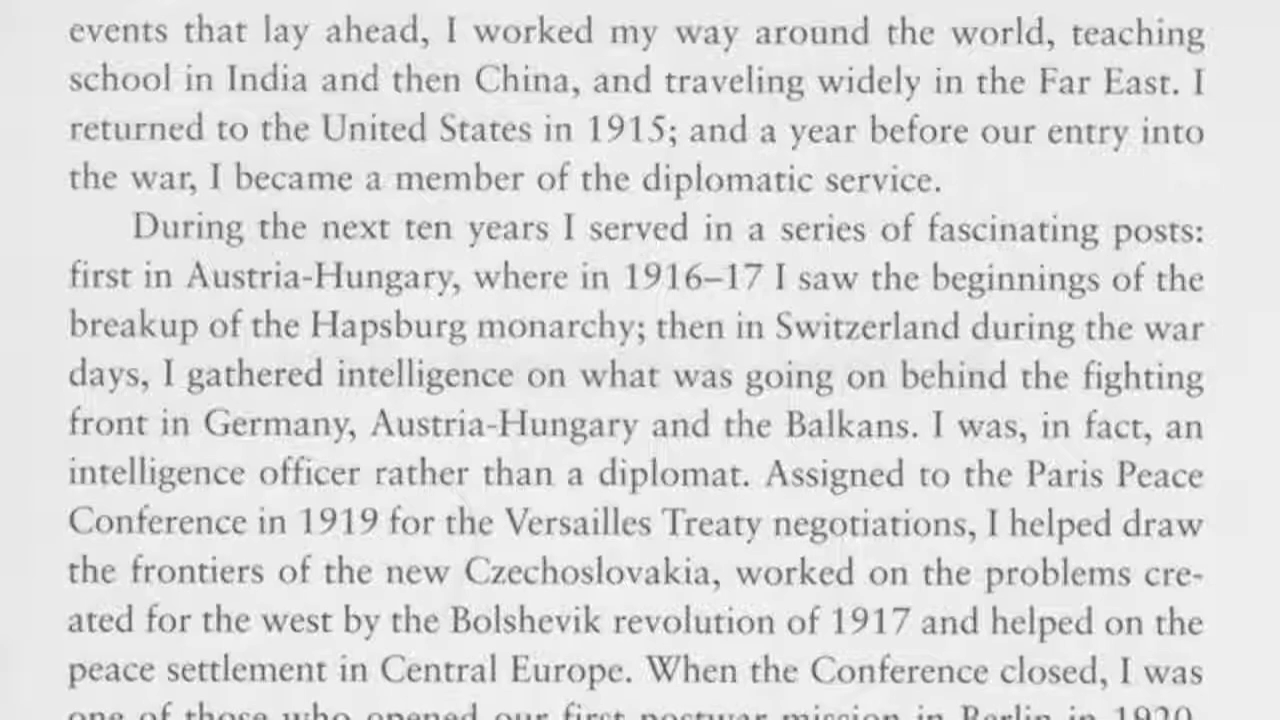 events that lay ahead, I worked my way around the world, teaching
school in India and then China, and traveling widely in the Far East. I
returned to the United States in 1915; and a year before our entry into
the war, I became a member of the diplomatic service.
During the next ten years I served in a series of fascinating posts:
first in Austria-Hungary, where in 1916–17 I saw the beginnings of the
breakup of the Hapsburg monarchy; then in Switzerland during the war
days, I gathered intelligence on what was going on behind the fighting
front in Germany, Austria-Hungary and the Balkans. I was, in fact, an
intelligence officer rather than a diplomat. Assigned to the Paris Peace
Conference in 1919 for the Versailles Treaty negotiations, I helped draw
the frontiers of the new Czechoslovakia, worked on the problems cre-
ated for the west by the Bolshevik revolution of 1917 and helped on the
peace settlement in Central Europe. When the Conference closed, I was
one of those who opened our first postwar mission in Berlin in 1920.